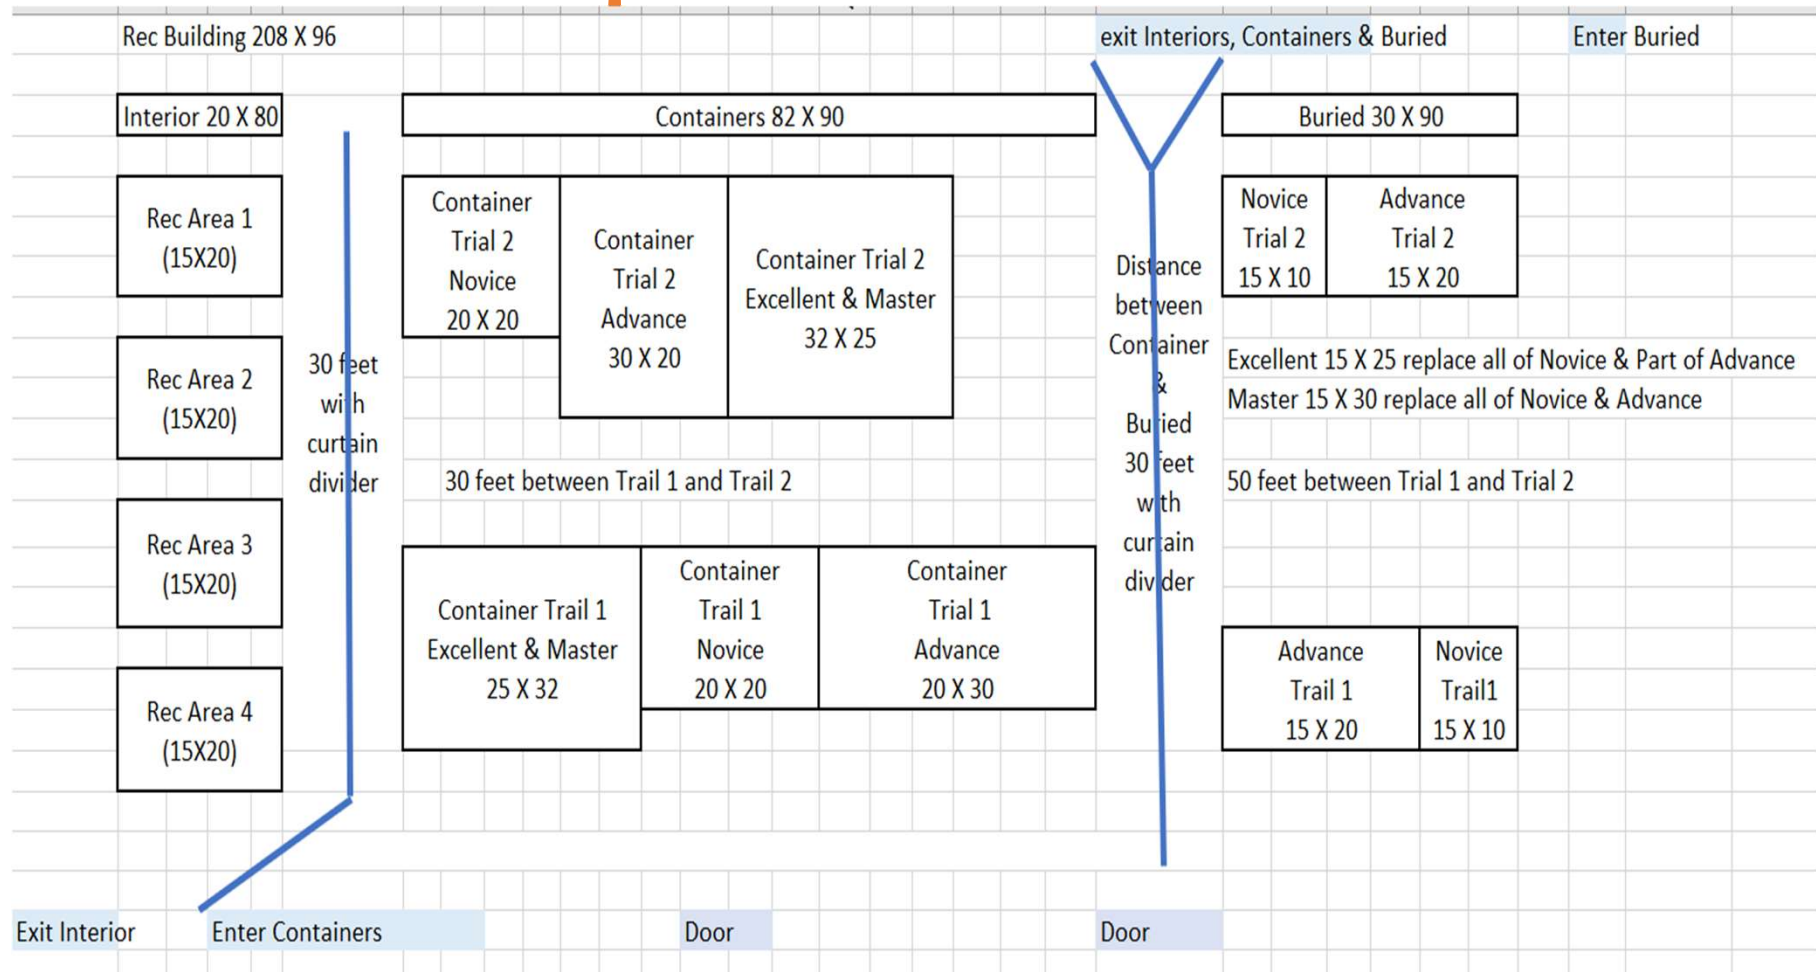 Rec Building 208 X 96
exit Interiors, Containers & Buried
Enter Buried
Interior 20 X 80
Containers 82 X 90
Buried 30 X 90
Rec Area 1
(15X20)
Rec Area 2
(15X20)
Rec Area 3
(15X20)
Rec Area 4
(15X20)
30 feet
with
curtain
divider
Container
Trial 2
Novice
20 X 20
Container
Trial 2
Advance
30 X 20
Container Trial 2
Excellent & Master
32 X 25
30 feet between Trail 1 and Trail 2
Container Trail 1
Excellent & Master
25 X 32
Container
Trail 1
Novice
20 X 20
Container
Trial 1
Advance
20 X 30
Distance
between
Container
&
Buried
30 feet
with
curtain
divider
Novice
Trial 2
15 X 10
Advance
Trial 2
15 X 20
Excellent 15 X 25 replace all of Novice & Part of Advance
Master 15 X 30 replace all of Novice & Advance
50 feet between Trial 1 and Trial 2
Advance
Trail 1
15 X 20
Novice
Trail1
15 X 10
Exit Interior
Enter Containers
Door
Door